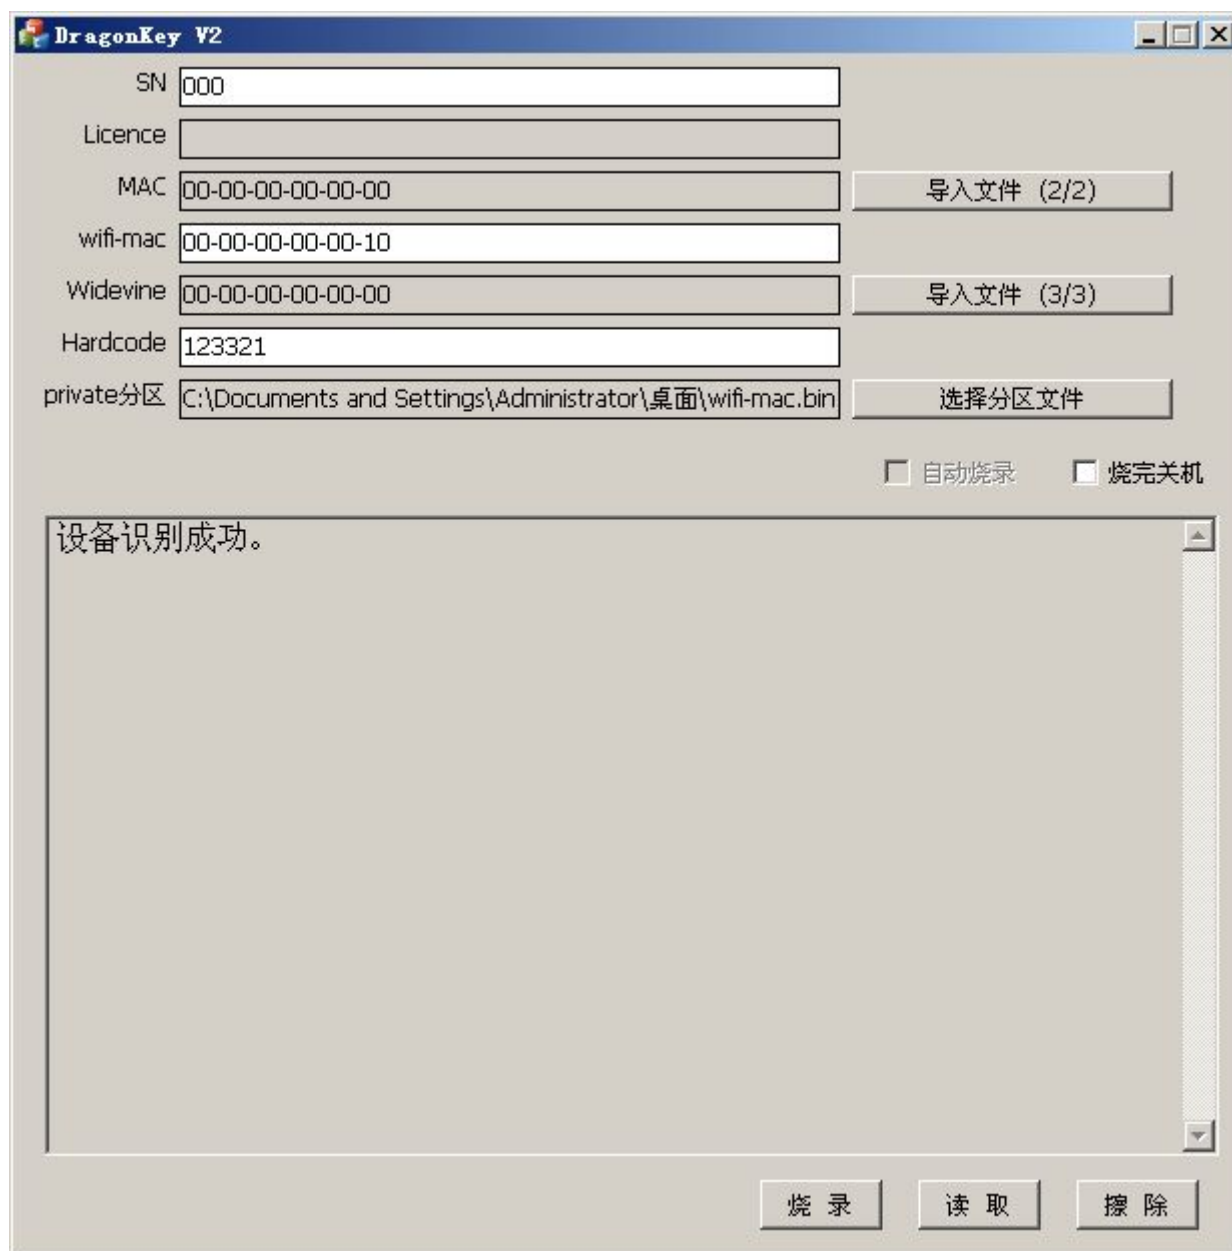 DragonKey V2
SN 000
Licence
MAC 00-00-00-00-00-00 导入文件 (2/2)
wifi-mac 00-00-00-00-00-10
Widevine 00-00-00-00-00-00 导入文件 (3/3)
Hardcode 123321
private分区 C:\Documents and Settings\Administrator\桌面\wifi-mac.bin 选择分区文件
自动烧录 烧完关机
设备识别成功。
烧 录 读 取 擦 除